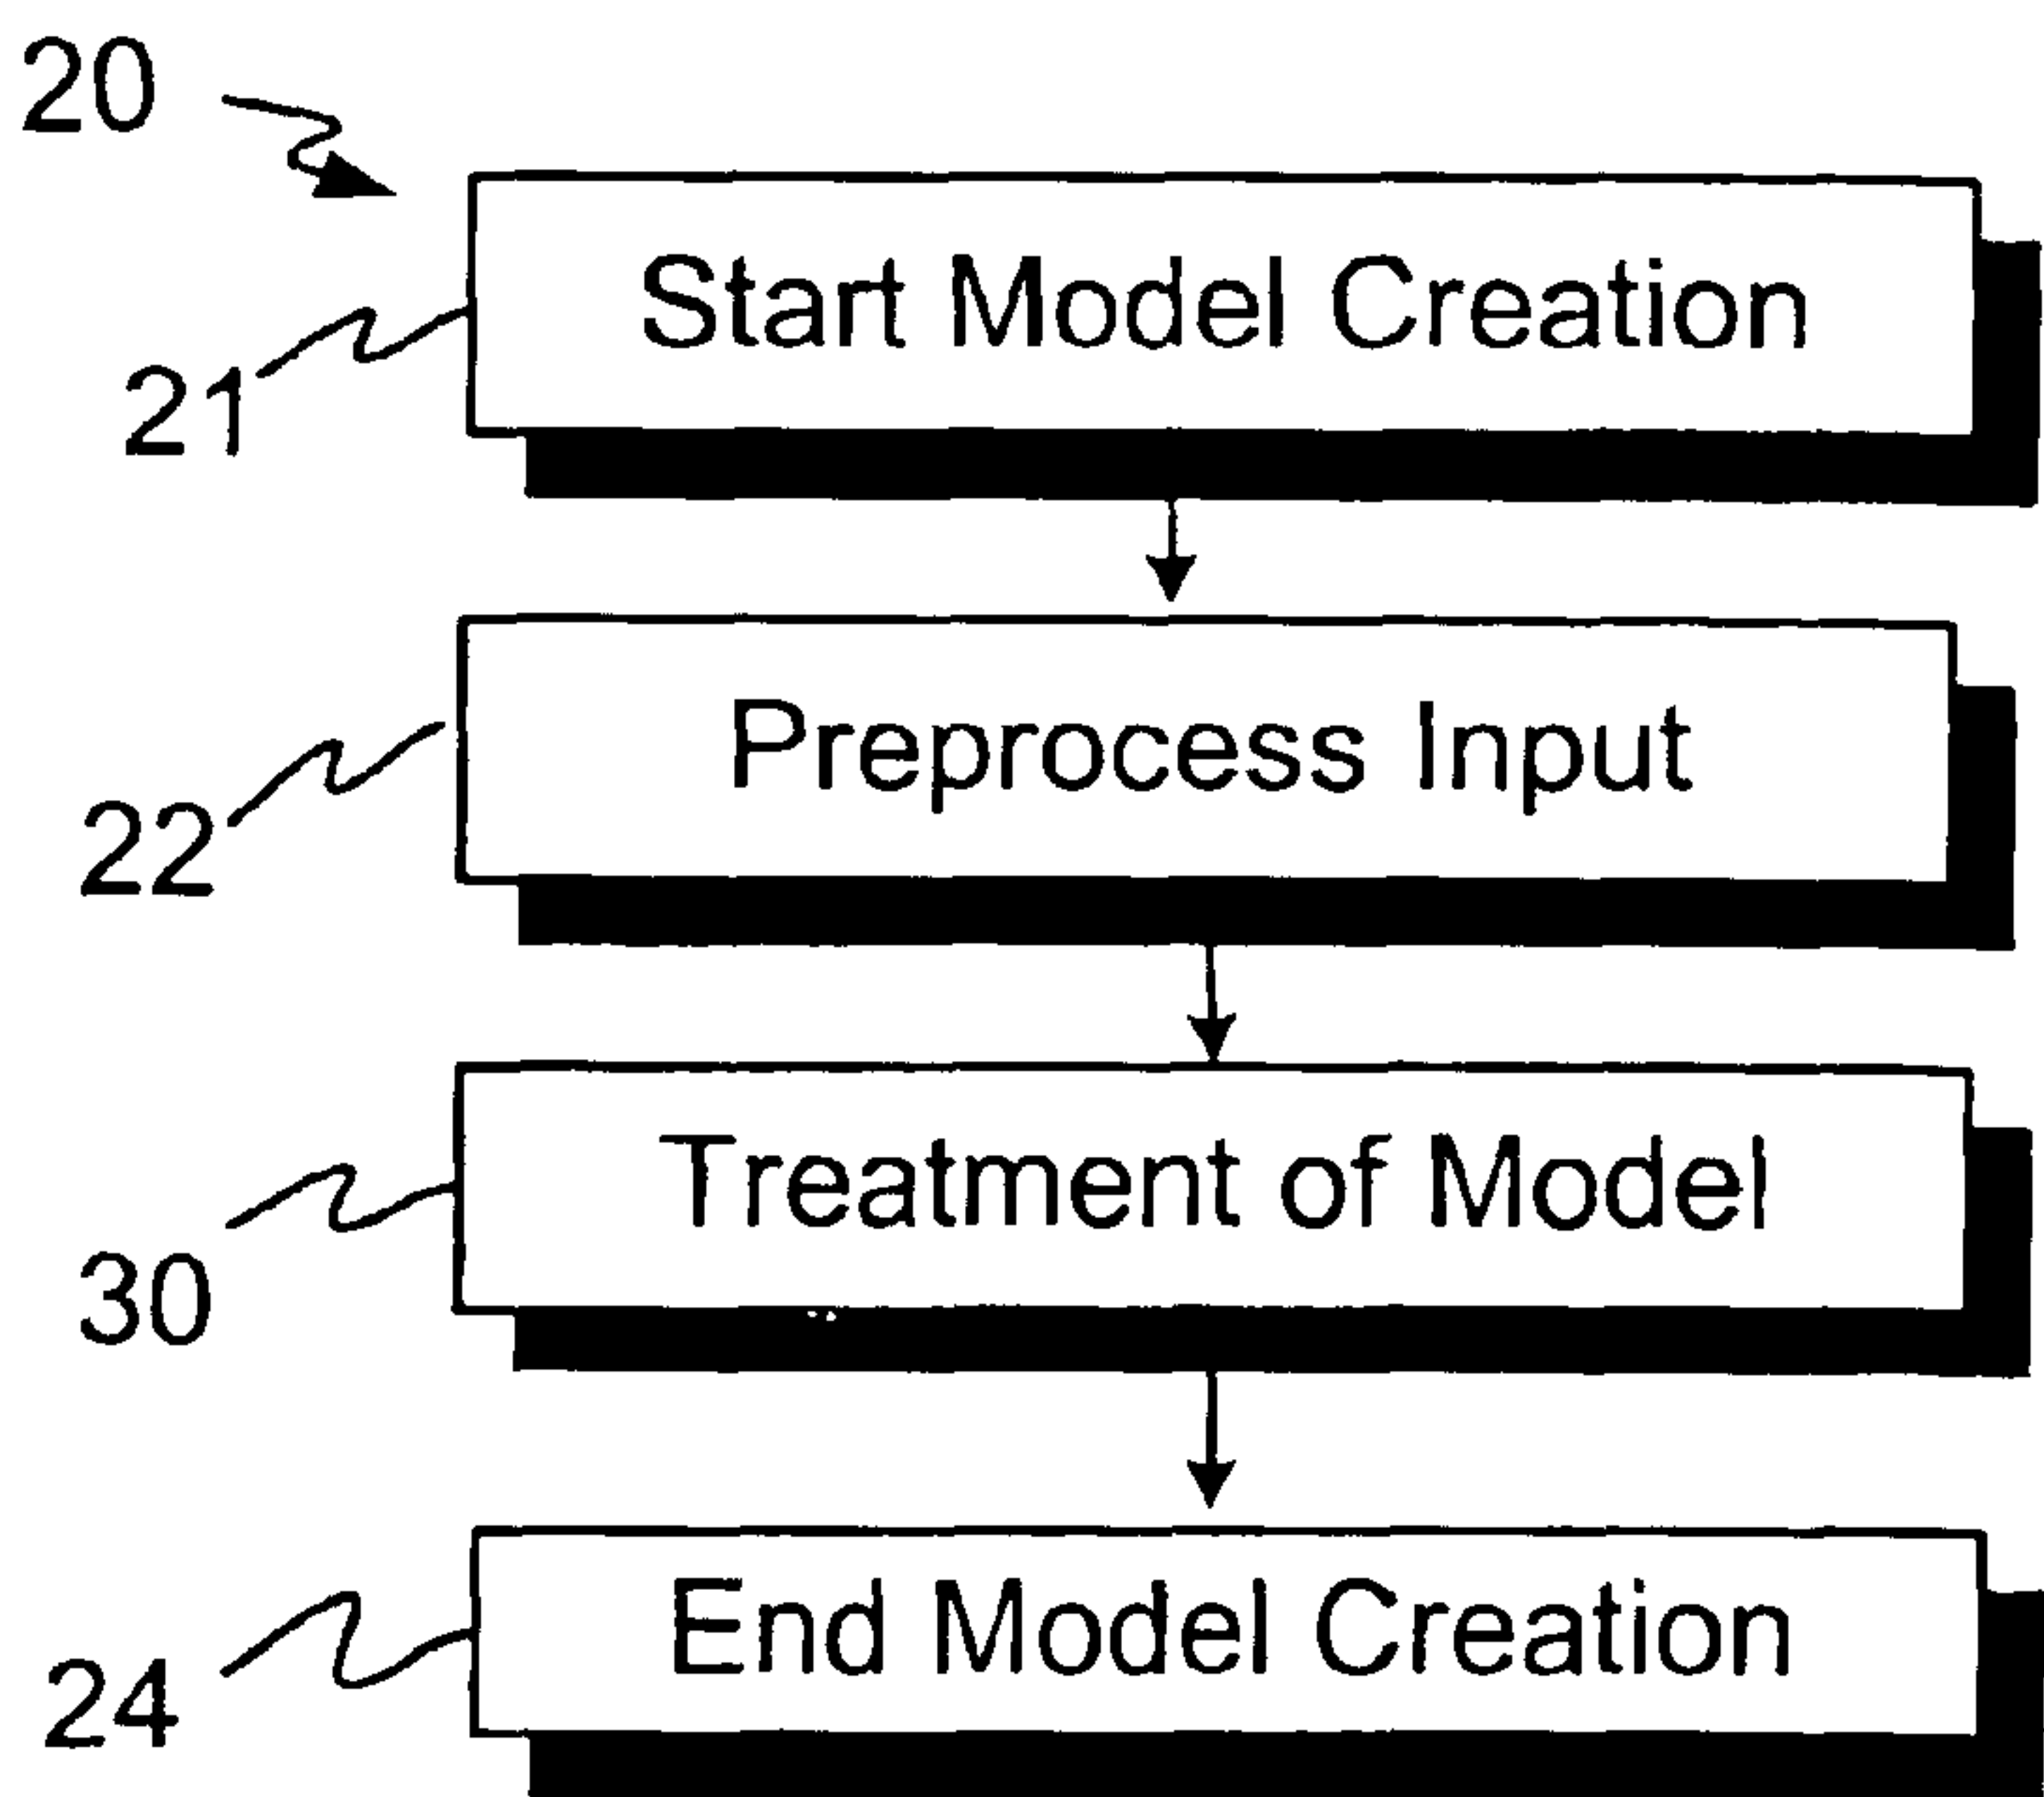 20
Start Model Creation
21
Preprocess Input
22
Treatment of Model
30
End Model Creation
24